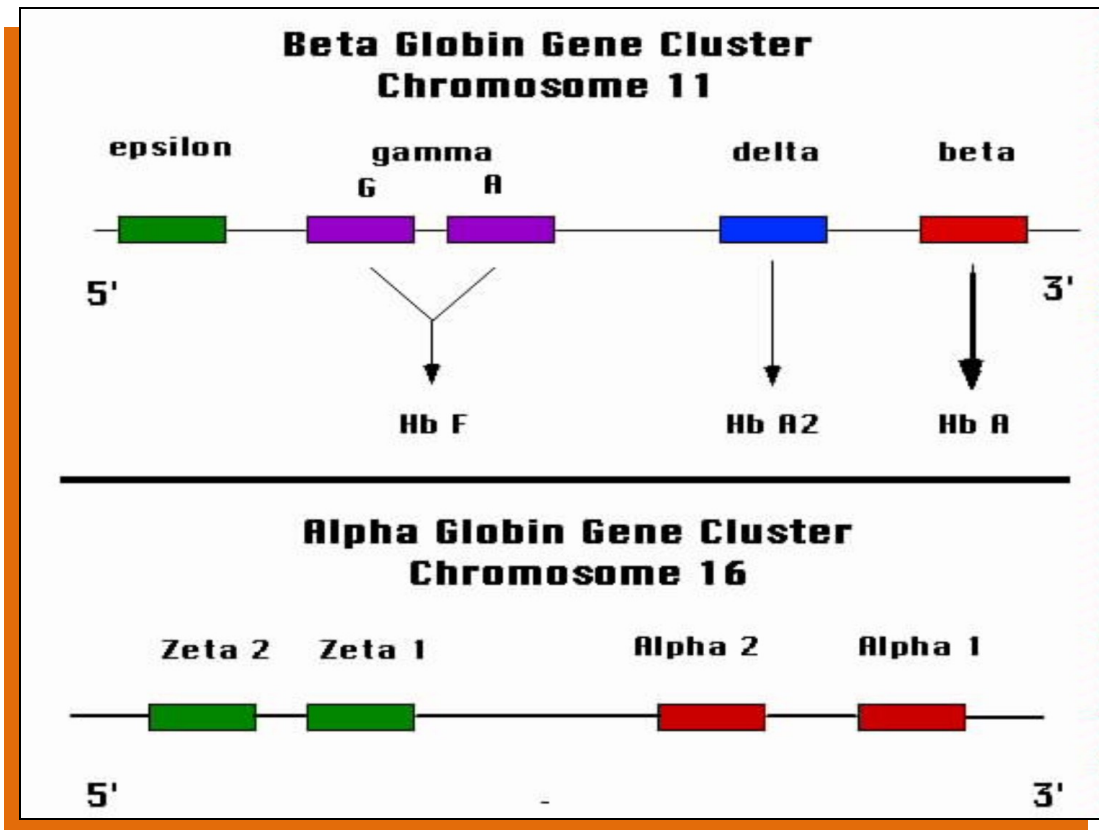 Beta Globin Gene Cluster
Chromosome 11
epsilon gamma delta beta
G A
5' 3'
Hb F Hb A2 Hb A
Alpha Globin Gene Cluster
Chromosome 16
Zeta 2 Zeta 1 Alpha 2 Alpha 1
5' - 3'